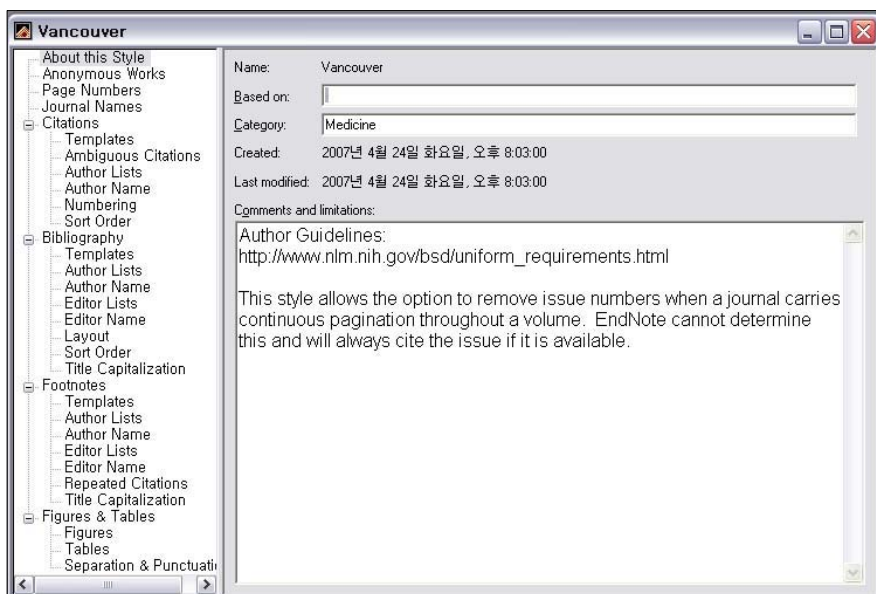 Vancouver
About this Style
Anonymous Works
Page Numbers
Journal Names
Citations
Templates
Ambiguous Citations
Author Lists
Author Name
Numbering
Sort Order
Bibliography
Templates
Author Lists
Author Name
Editor Lists
Editor Name
Layout
Sort Order
Title Capitalization
Footnotes
Templates
Author Lists
Author Name
Editor Lists
Editor Name
Repeated Citations
Title Capitalization
Figures & Tables
Figures
Tables
Separation & Punctuati
Name: Vancouver
Based on:
Category: Medicine
Created: 2007년 4월 24일 화요일, 오후 8:03:00
Last modified: 2007년 4월 24일 화요일, 오후 8:03:00
Comments and limitations:
Author Guidelines:
http://www.nlm.nih.gov/bsd/uniform_requirements.html
This style allows the option to remove issue numbers when a journal carries
continuous pagination throughout a volume.  EndNote cannot determine
this and will always cite the issue if it is available.